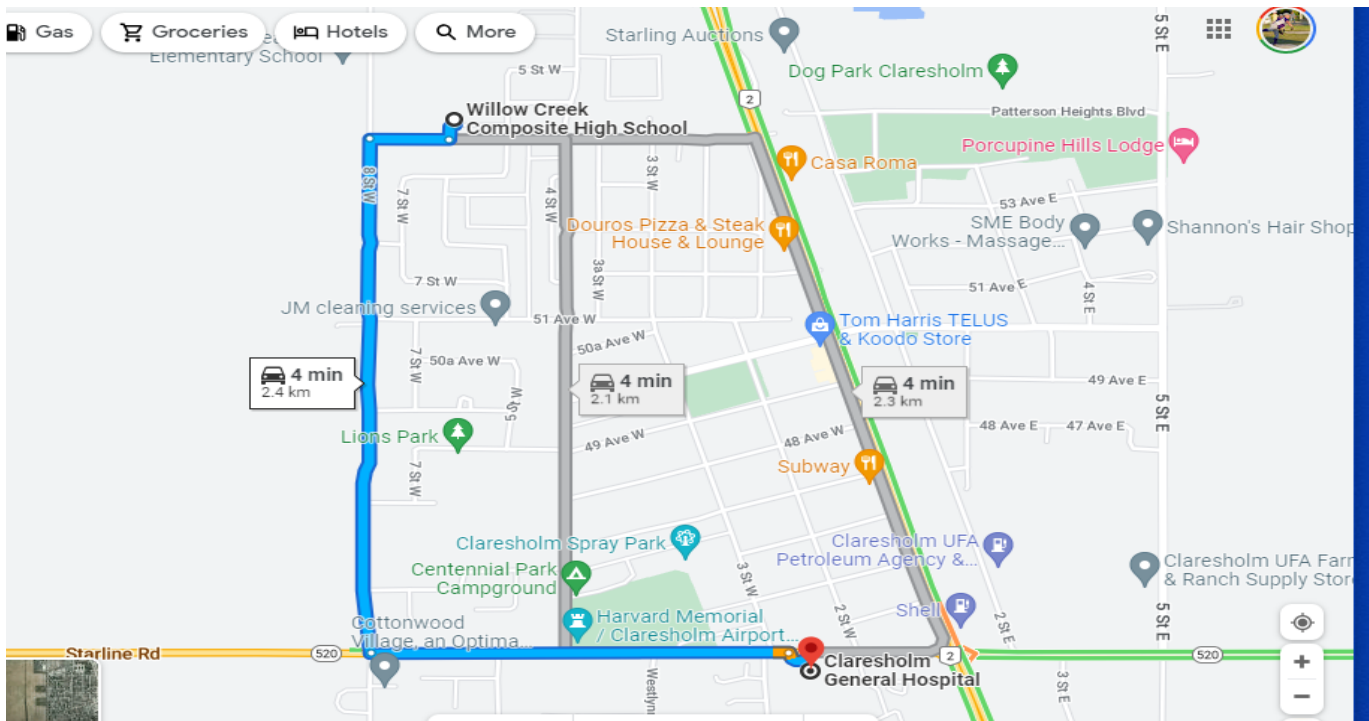 Gas
Groceries
Hotels
More
Elementary School
5 St W
Starling Auctions
Dog Park Claresholm
5 St E
2
Willow Creek
Composite High School
Patterson Heights Blvd
Porcupine Hills Lodge
Casa Roma
8 St W
7 St W
4 St W
3 St W
53 Ave E
Douros Pizza & Steak
House & Lounge
SME Body
Works - Massage...
Shannon's Hair Shop
7 St W
3a St W
51 Ave E
4 St E
JM cleaning services
51 Ave W
Tom Harris TELUS
& Koodo Store
50a Ave W
7 St W
50a Ave W
4 min
2.4 km
4 min
2.1 km
4 min
2.3 km
49 Ave E
5 St W
5 St E
Lions Park
49 Ave W
48 Ave W
48 Ave E
47 Ave E
Subway
7 St W
Claresholm Spray Park
Claresholm UFA
Petroleum Agency &...
Centennial Park
Campground
3 St W
Claresholm UFA Farm
& Ranch Supply Store
Harvard Memorial
/ Claresholm Airport...
2 St W
Shell
2 St E
5 St E
Cottonwood
Village, an Optima...
Starline Rd
520
Claresholm
General Hospital
2
520
Westlynn
3 St E